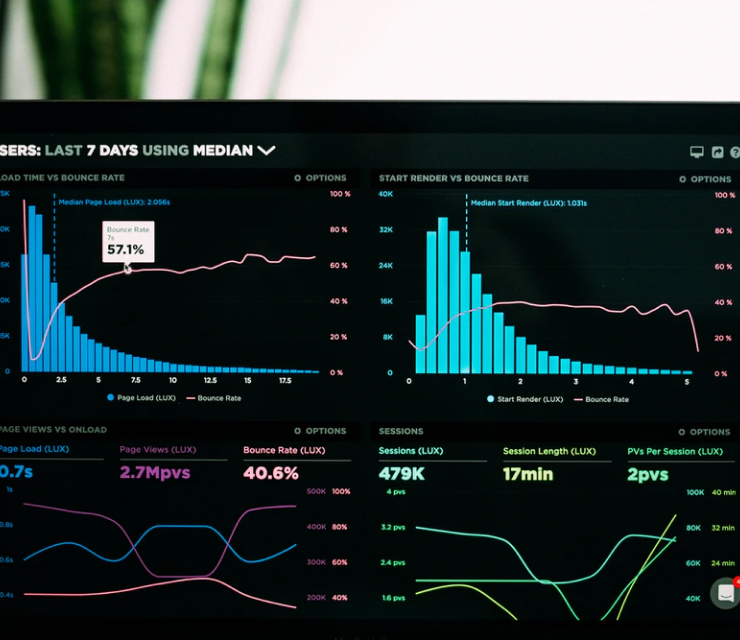 SERS: LAST 7 DAYS USING MEDIAN
LOAD TIME VS BOUNCE RATE
OPTIONS
Median Page Load (LUX): 2.056s
100 %
80 %
60 %
40 %
20 %
0 %
Bounce Rate
7s
57.1%
5K
0K
5K
0K
5K
0
0 2.5 5 7.5 10 12.5 15 17.5
Page Load (LUX) Bounce Rate
START RENDER VS BOUNCE RATE
OPTIONS
Median Start Render (LUX): 1.031s
40K
32K
24K
16K
8K
0
100 %
80 %
60 %
40 %
20 %
0 %
0 1 2 3 4 5
Start Render (LUX) Bounce Rate
PAGE VIEWS VS ONLOAD
OPTIONS
Page Load (LUX) Page Views (LUX) Bounce Rate (LUX)
0.7s 2.7Mpvs 40.6%
1s 500K 100%
0.8s 400K 80%
0.6s 300K 60%
0.4s 200K 40%
SESSIONS
OPTIONS
Sessions (LUX) Session Length (LUX) PVs Per Session (LUX)
479K 17min 2pvs
4 pvs 100K 40 min
3.2 pvs 80K 32 min
2.4 pvs 60K 24 min
1.6 pvs 40K